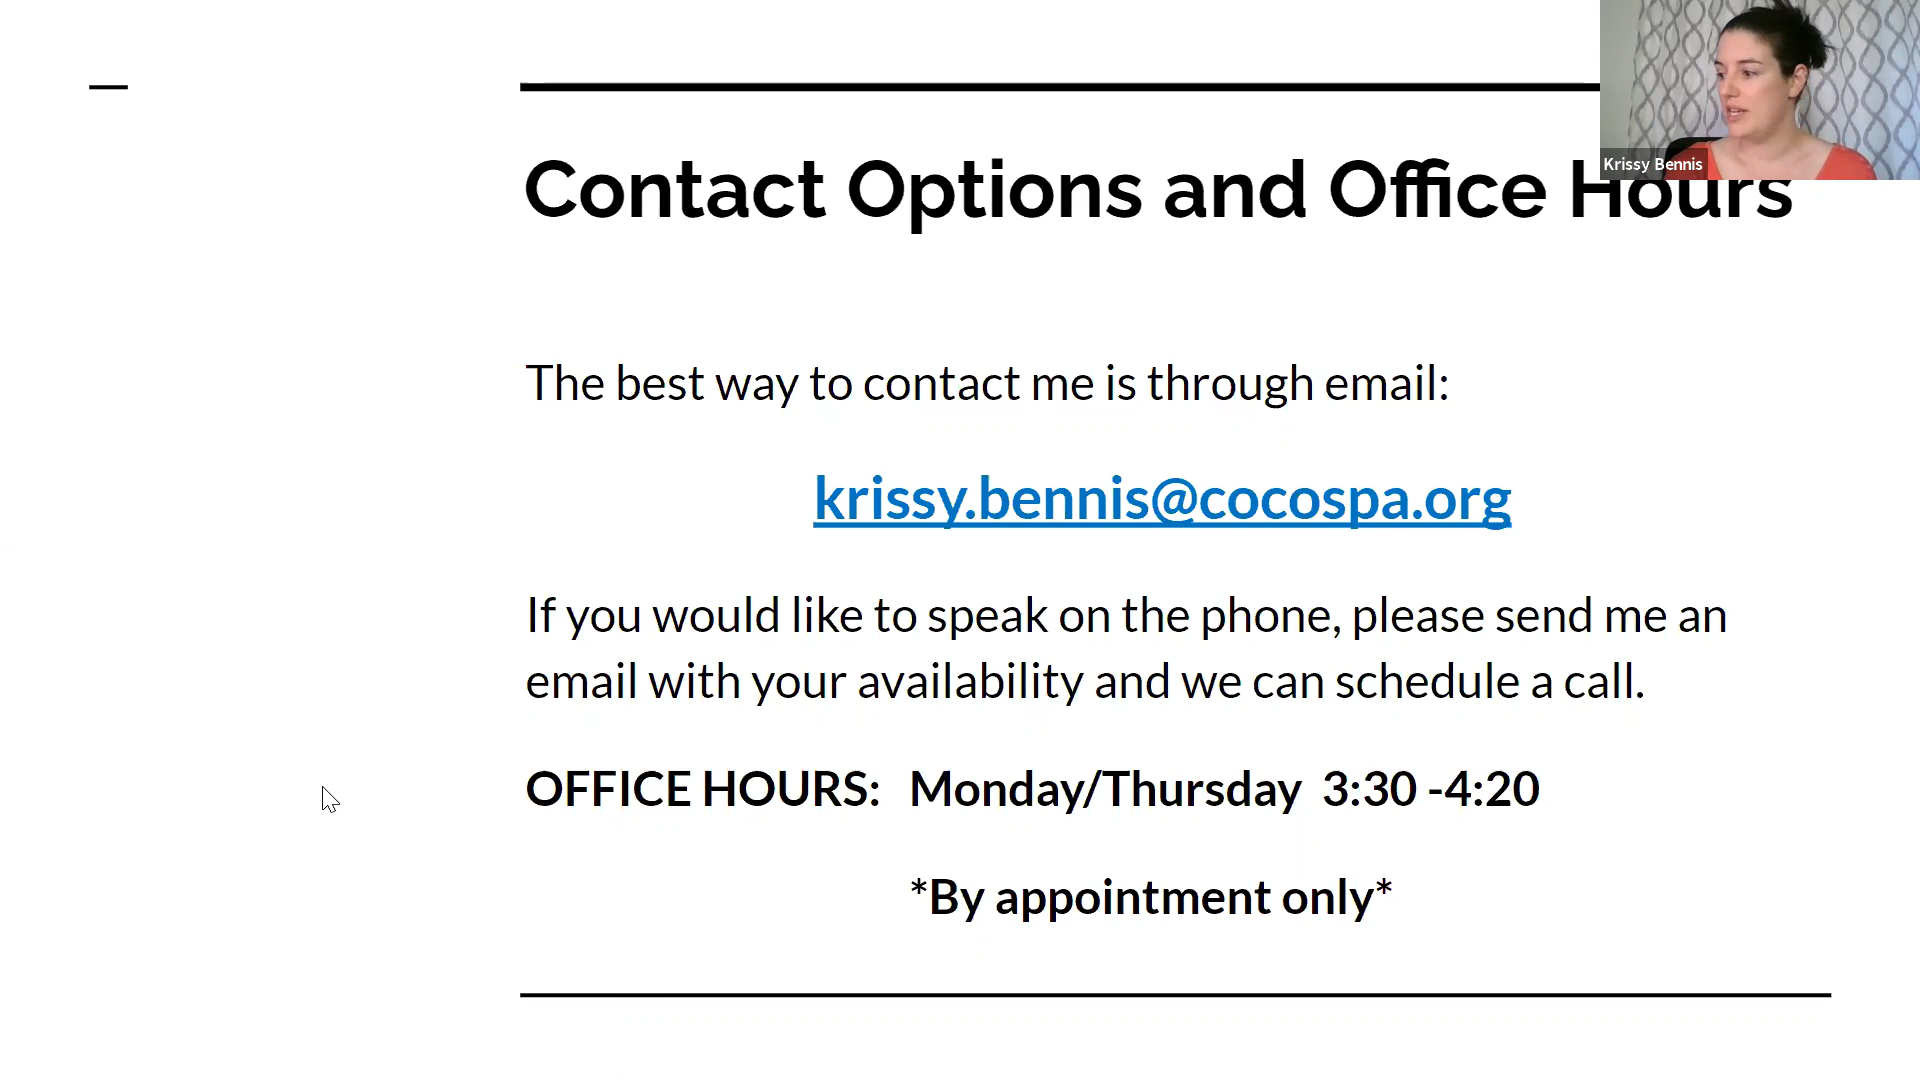 Krissy Bennis
Contact Options and Office Hours
The best way to contact me is through email:
krissy.bennis@cocospa.org
If you would like to speak on the phone, please send me an
email with your availability and we can schedule a call.
OFFICE HOURS: Monday/Thursday 3:30 -4:20
*By appointment only*